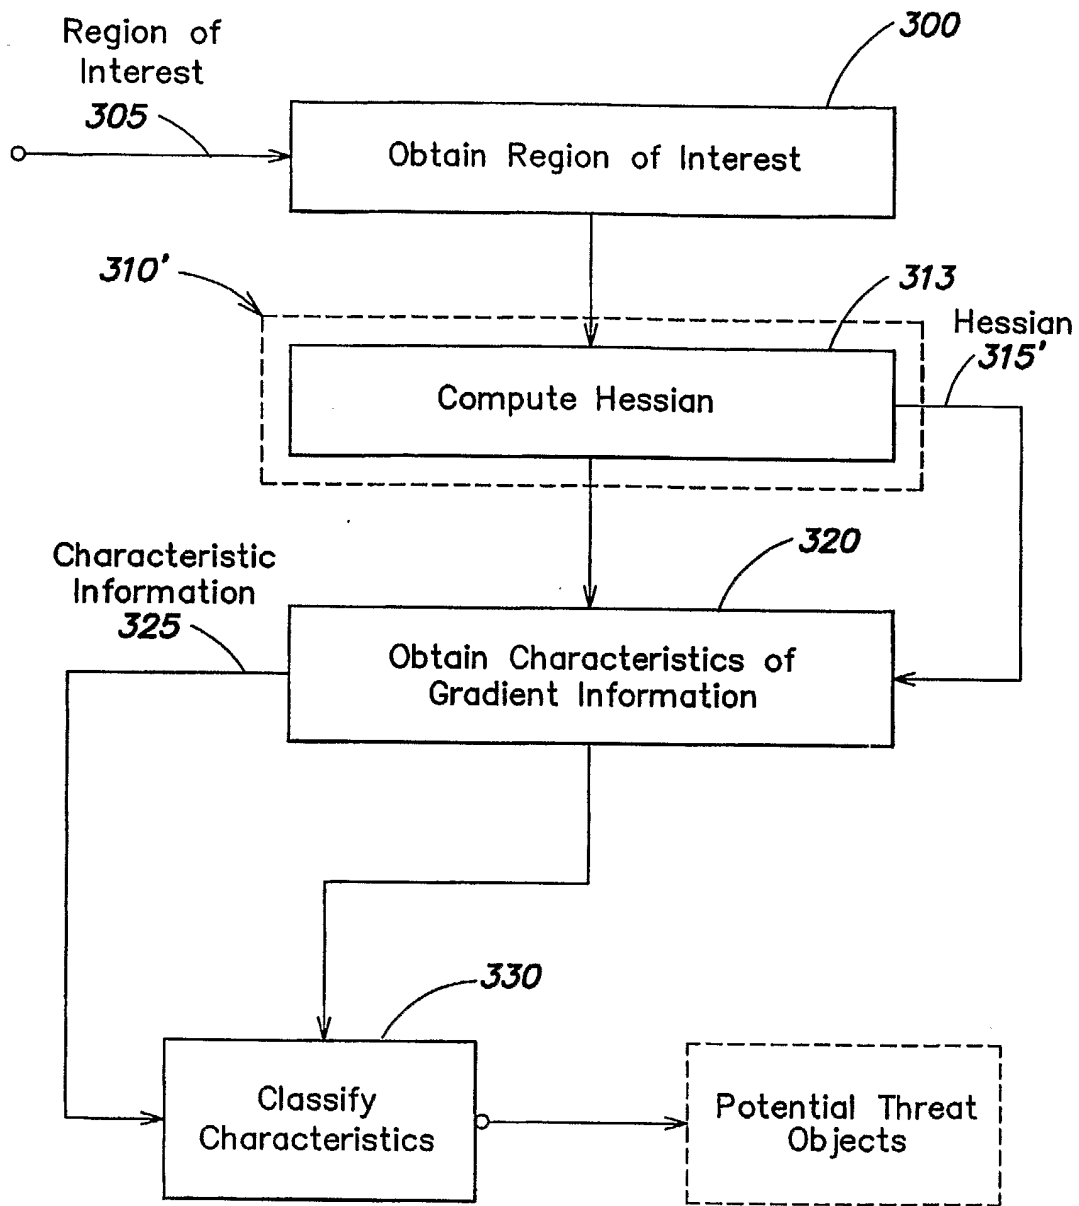 Region of
Interest
305
300
Obtain Region of Interest
310'
313
Hessian
315'
Compute Hessian
Characteristic
Information
325
320
Obtain Characteristics of
Gradient Information
330
Classify
Characteristics
Potential Threat
Objects